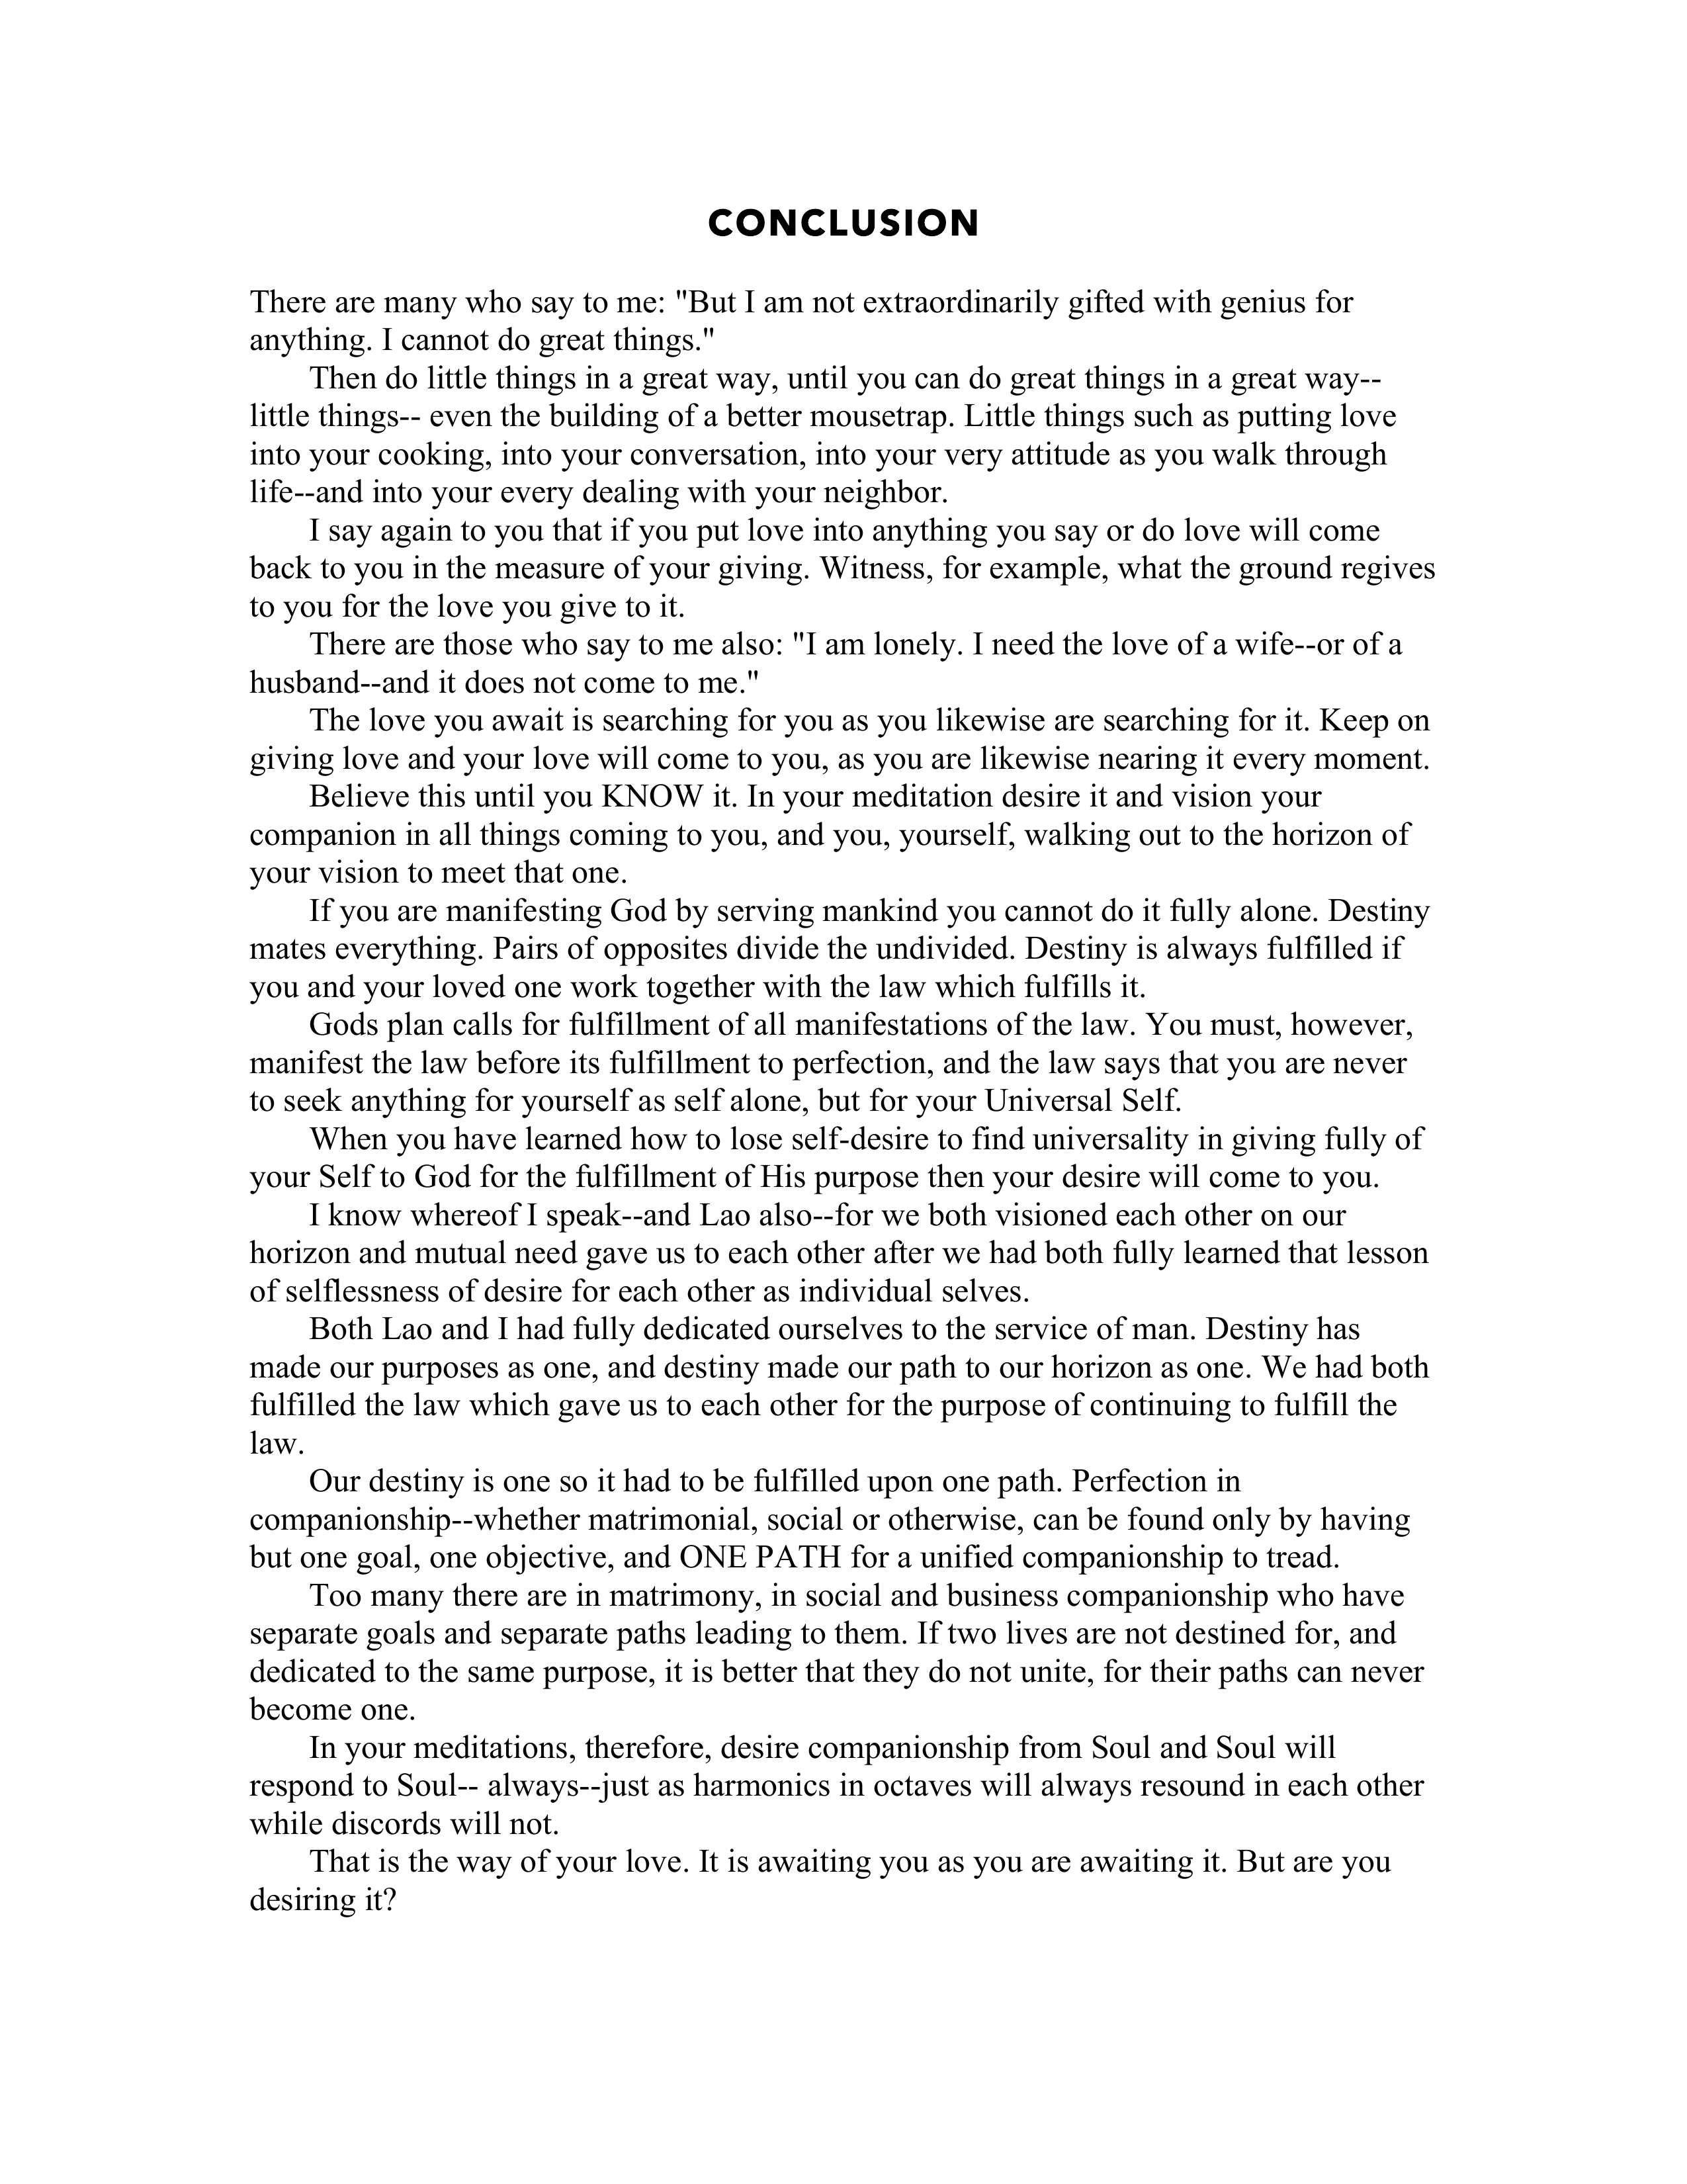 CONCLUSION
There are many who say to me: "But I am not extraordinarily gifted with genius for
anything. I cannot do great things."
Then do little things in a great way, until you can do great things in a great way--
little things-- even the building of a better mousetrap. Little things such as putting love
into your cooking, into your conversation, into your very attitude as you walk through
life--and into your every dealing with your neighbor.
I say again to you that if you put love into anything you say or do love will come
back to you in the measure of your giving. Witness, for example, what the ground regives
to you for the love you give to it.
There are those who say to me also: "I am lonely. I need the love of a wife--or of a
husband--and it does not come to me."
The love you await is searching for you as you likewise are searching for it. Keep on
giving love and your love will come to you, as you are likewise nearing it every moment.
Believe this until you KNOW it. In your meditation desire it and vision your
companion in all things coming to you, and you, yourself, walking out to the horizon of
your vision to meet that one.
If you are manifesting God by serving mankind you cannot do it fully alone. Destiny
mates everything. Pairs of opposites divide the undivided. Destiny is always fulfilled if
you and your loved one work together with the law which fulfills it.
Gods plan calls for fulfillment of all manifestations of the law. You must, however,
manifest the law before its fulfillment to perfection, and the law says that you are never
to seek anything for yourself as self alone, but for your Universal Self.
When you have learned how to lose self-desire to find universality in giving fully of
your Self to God for the fulfillment of His purpose then your desire will come to you.
I know whereof I speak--and Lao also--for we both visioned each other on our
horizon and mutual need gave us to each other after we had both fully learned that lesson
of selflessness of desire for each other as individual selves.
Both Lao and I had fully dedicated ourselves to the service of man. Destiny has
made our purposes as one, and destiny made our path to our horizon as one. We had both
fulfilled the law which gave us to each other for the purpose of continuing to fulfill the
law.
Our destiny is one so it had to be fulfilled upon one path. Perfection in
companionship--whether matrimonial, social or otherwise, can be found only by having
but one goal, one objective, and ONE PATH for a unified companionship to tread.
Too many there are in matrimony, in social and business companionship who have
separate goals and separate paths leading to them. If two lives are not destined for, and
dedicated to the same purpose, it is better that they do not unite, for their paths can never
become one.
In your meditations, therefore, desire companionship from Soul and Soul will
respond to Soul-- always--just as harmonics in octaves will always resound in each other
while discords will not.
That is the way of your love. It is awaiting you as you are awaiting it. But are you
desiring it?